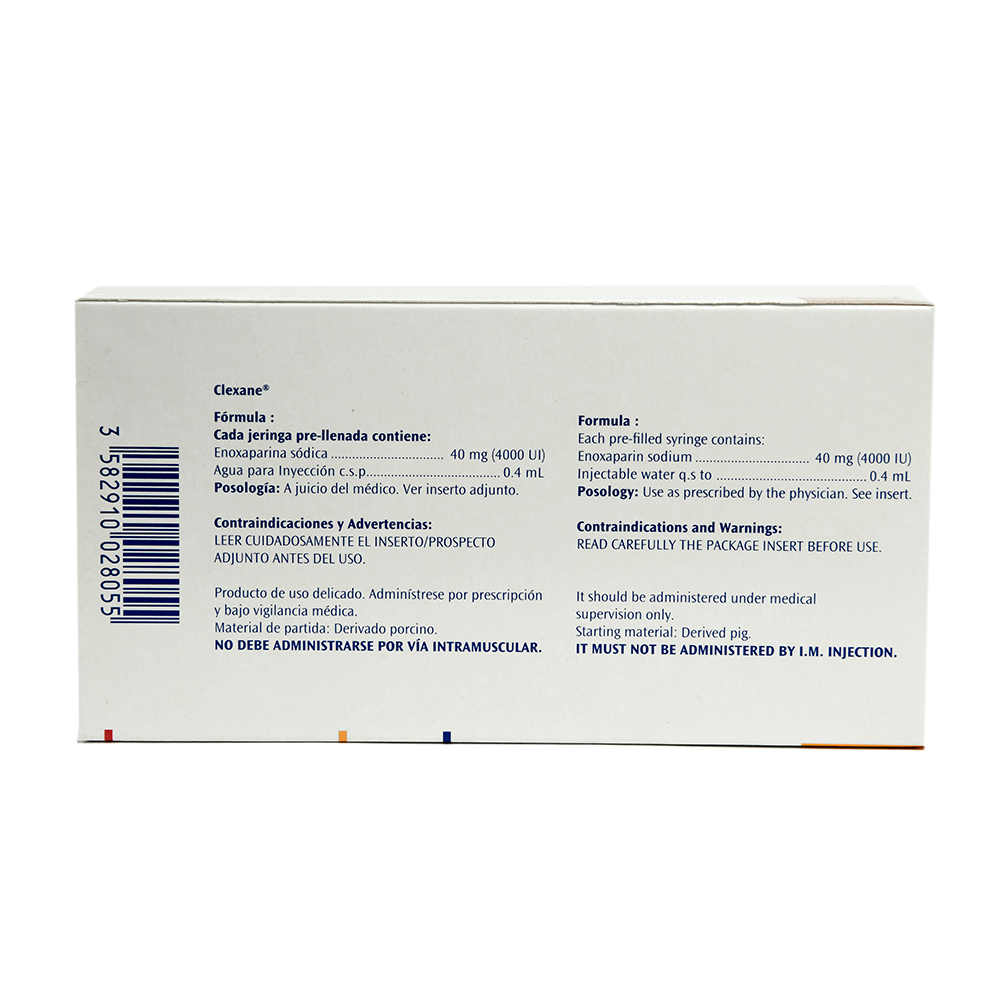 Clexane®
Fórmula :
Cada jeringa pre-llenada contiene:
Enoxaparina sódica .............................. 40 mg (4000 UI)
Agua para Inyección c.s.p.................................... 0.4 mL
Posología: A juicio del médico. Ver inserto adjunto.
Contraindicaciones y Advertencias:
LEER CUIDADOSAMENTE EL INSERTO/PROSPECTO
ADJUNTO ANTES DEL USO.
Producto de uso delicado. Adminístrese por prescripción
y bajo vigilancia médica.
Material de partida: Derivado porcino.
NO DEBE ADMINISTRARSE POR VÍA INTRAMUSCULAR.
Formula :
Each pre-filled syringe contains:
Enoxaparin sodium .............................. 40 mg (4000 IU)
Injectable water q.s to ......................................... 0.4 mL
Posology: Use as prescribed by the physician. See insert.
Contraindications and Warnings:
READ CAREFULLY THE PACKAGE INSERT BEFORE USE.
It should be administered under medical
supervision only.
Starting material: Derived pig.
IT MUST NOT BE ADMINISTERED BY I.M. INJECTION.
3 582910 028055